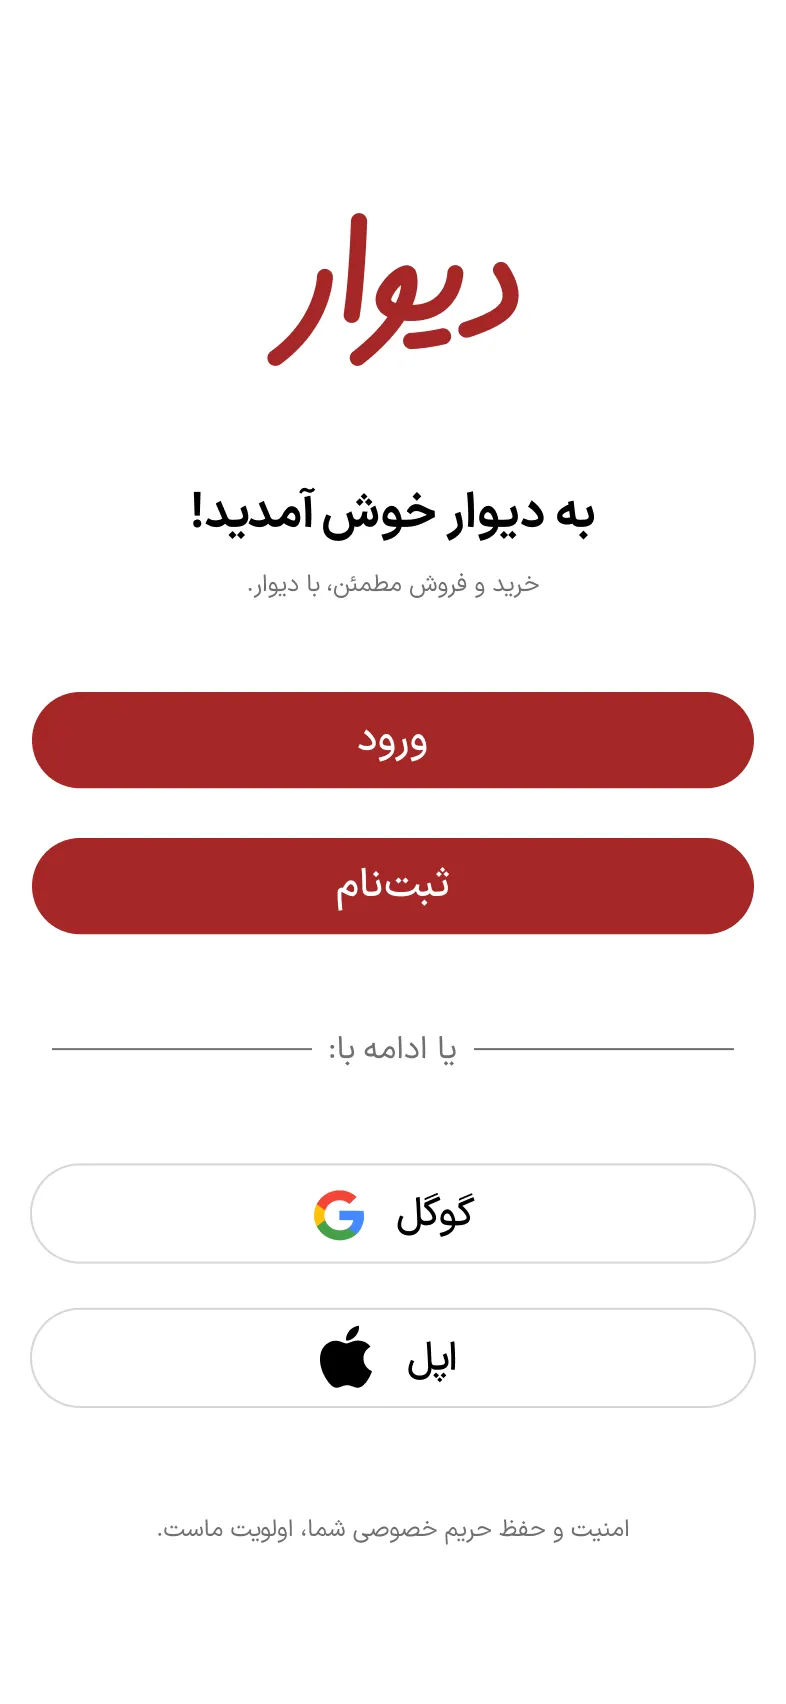 دیوار
به دیوار خوش آمدید!
خرید و فروش مطمئن، با دیوار.
ورود
ثبت‌نام
یا ادامه با:
گوگل
اپل
امنیت و حفظ حریم خصوصی شما، اولویت ماست.